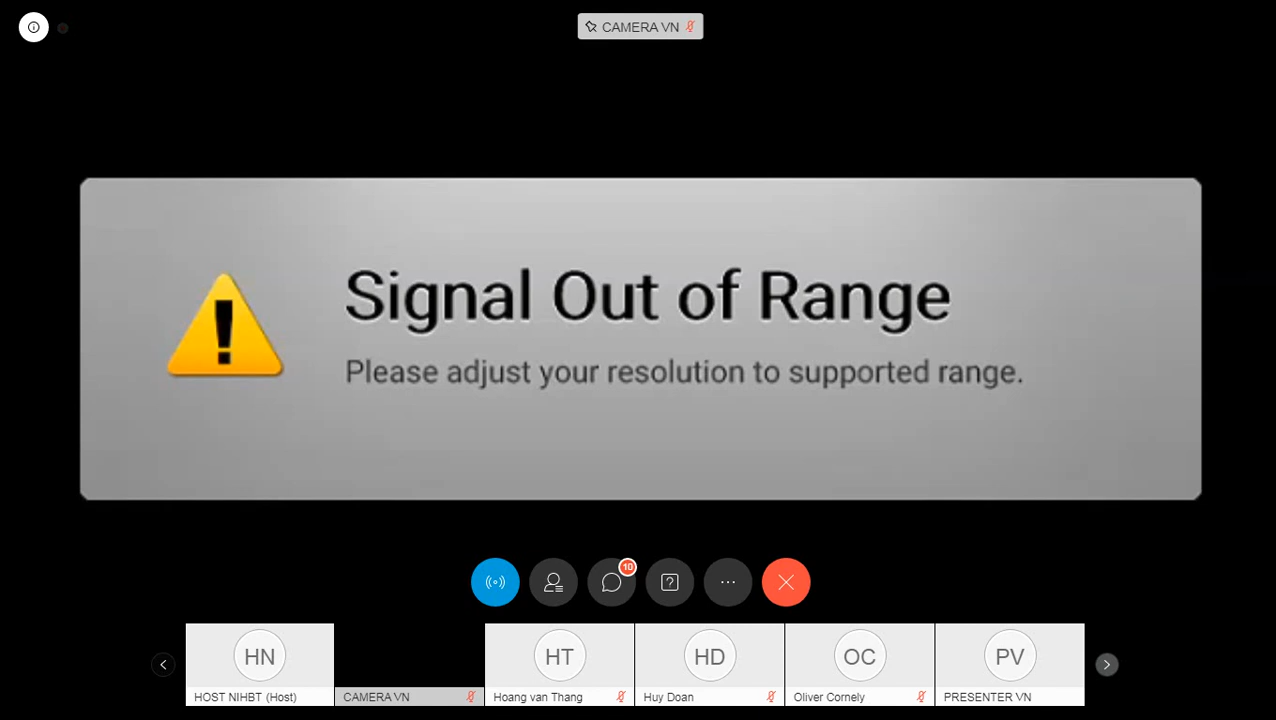 CAMERA VN
Signal Out of Range
Please adjust your resolution to supported range.
10
HN
HT
HD
OC
PV
HOST NIHBT (Host)
CAMERA VN
Hoang van Thang
Huy Doan
Oliver Cornely
PRESENTER VN